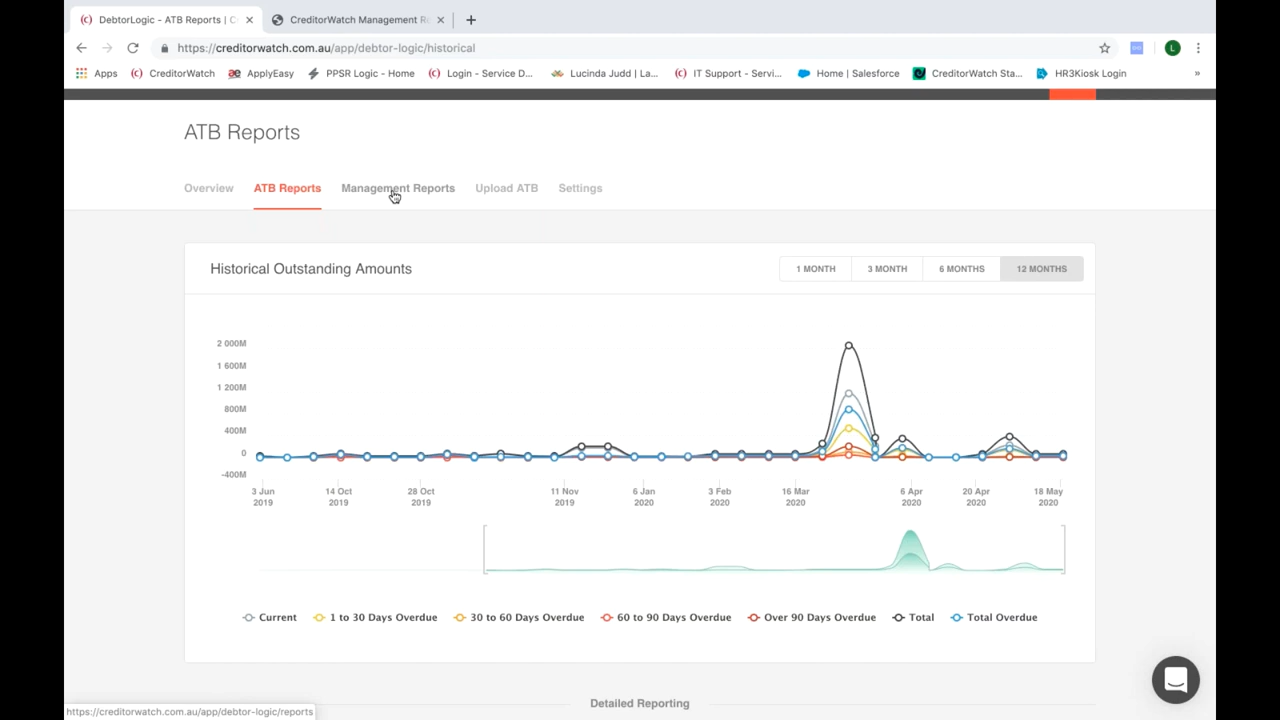 DebtorLogic - ATB Reports | C
CreditorWatch Management Re
https://creditorwatch.com.au/app/debtor-logic/historical
L
Apps CreditorWatch ApplyEasy PPSR Logic - Home Login - Service D... Lucinda Judd | La... IT Support - Servi... Home | Salesforce CreditorWatch Sta... HR3Kiosk Login »
ATB Reports
Overview ATB Reports Management Reports Upload ATB Settings
Historical Outstanding Amounts
1 MONTH 3 MONTH 6 MONTHS 12 MONTHS
2 000M
1 600M
1 200M
800M
400M
0
-400M
3 Jun 14 Oct 28 Oct 11 Nov 6 Jan 3 Feb 16 Mar 6 Apr 20 Apr 18 May
2019 2019 2019 2019 2020 2020 2020 2020 2020 2020
Current 1 to 30 Days Overdue 30 to 60 Days Overdue 60 to 90 Days Overdue Over 90 Days Overdue Total Total Overdue
Detailed Reporting
https://creditorwatch.com.au/app/debtor-logic/reports